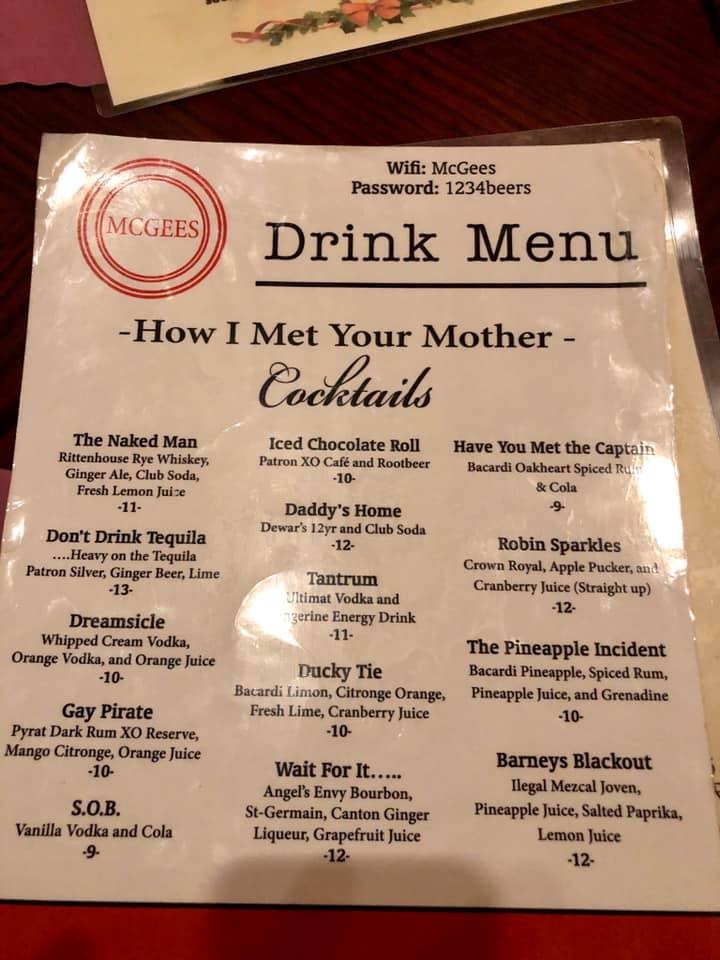 MCGEES
Wifi: McGees
Password: 1234beers
Drink Menu
-How I Met Your Mother -
Cocktails
The Naked Man
Rittenhouse Rye Whiskey,
Ginger Ale, Club Soda,
Fresh Lemon Juice
-11-
Don't Drink Tequila
....Heavy on the Tequila
Patron Silver, Ginger Beer, Lime
-13-
Dreamsicle
Whipped Cream Vodka,
Orange Vodka, and Orange Juice
-10-
Gay Pirate
Pyrat Dark Rum XO Reserve,
Mango Citronge, Orange Juice
-10-
S.O.B.
Vanilla Vodka and Cola
-9-
Iced Chocolate Roll
Patron XO Café and Rootbeer
-10-
Daddy's Home
Dewar's 12yr and Club Soda
-12-
Tantrum
Ultimat Vodka and
Energy Drink
-11-
Ducky Tie
Bacardi Limon, Citronge Orange,
Fresh Lime, Cranberry Juice
-10-
Wait For It.....
Angel's Envy Bourbon,
St-Germain, Canton Ginger
Liqueur, Grapefruit Juice
-12-
Have You Met the Captain
Bacardi Oakheart Spiced Rum
& Cola
-9-
Robin Sparkles
Crown Royal, Apple Pucker, and
Cranberry Juice (Straight up)
-12-
The Pineapple Incident
Bacardi Pineapple, Spiced Rum,
Pineapple Juice, and Grenadine
-10-
Barneys Blackout
Ilegal Mezcal Joven,
Pineapple Juice, Salted Paprika,
Lemon Juice
-12-